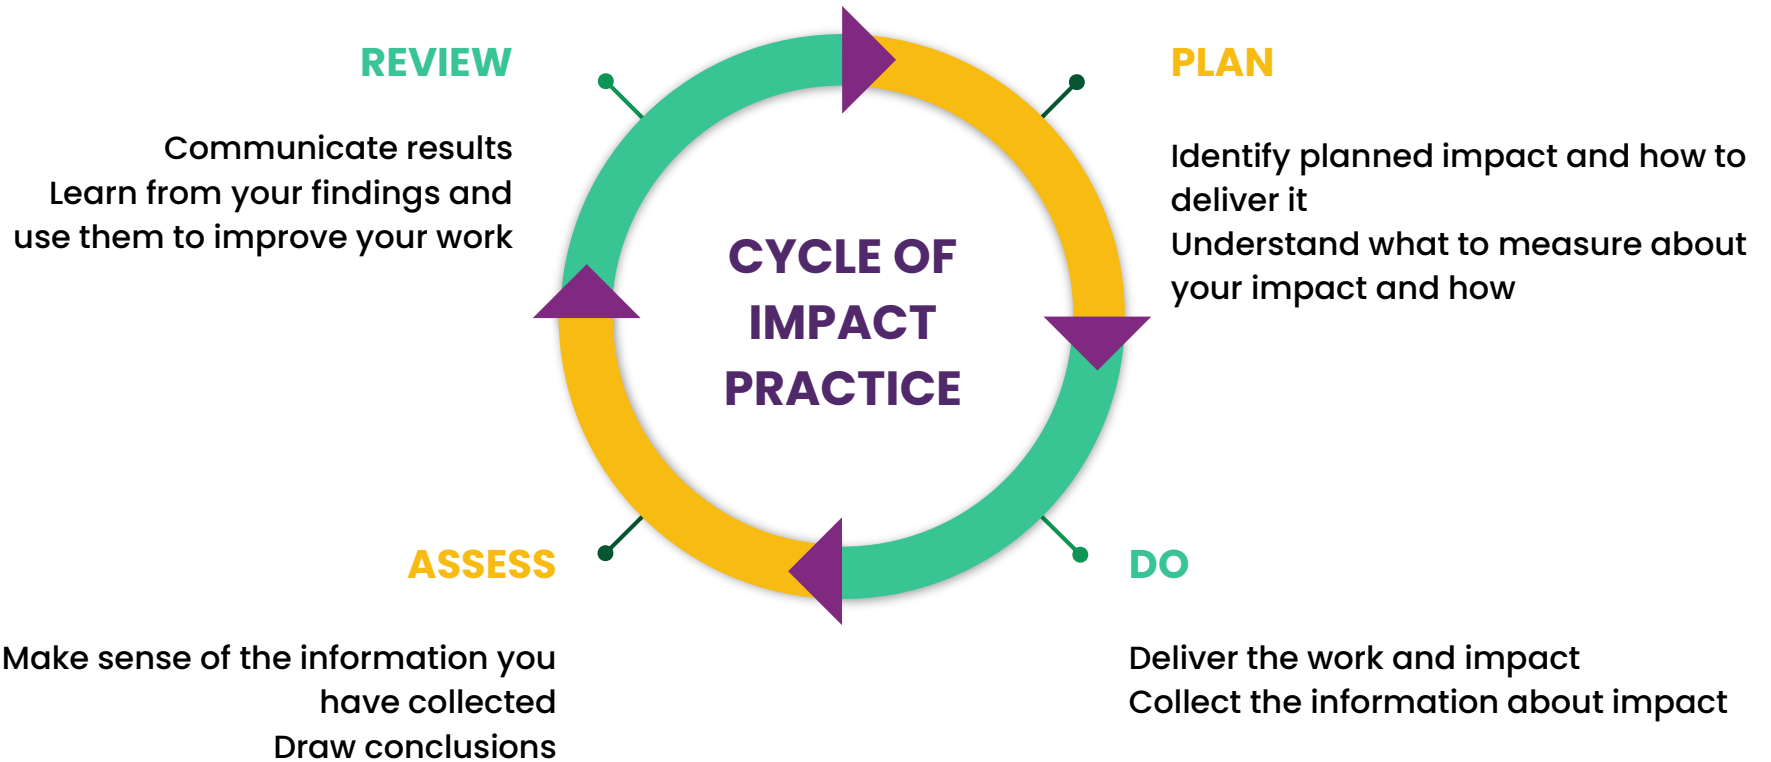 REVIEW
Communicate results
Learn from your findings and
use them to improve your work
PLAN
Identify planned impact and how to
deliver it
Understand what to measure about
your impact and how
CYCLE OF
IMPACT
PRACTICE
ASSESS
Make sense of the information you
have collected
Draw conclusions
DO
Deliver the work and impact
Collect the information about impact